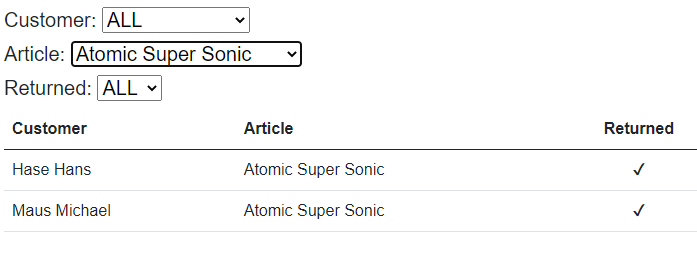 Customer: ALL
Article: Atomic Super Sonic
Returned: ALL
Customer Article Returned
Hase Hans Atomic Super Sonic ✓
Maus Michael Atomic Super Sonic ✓